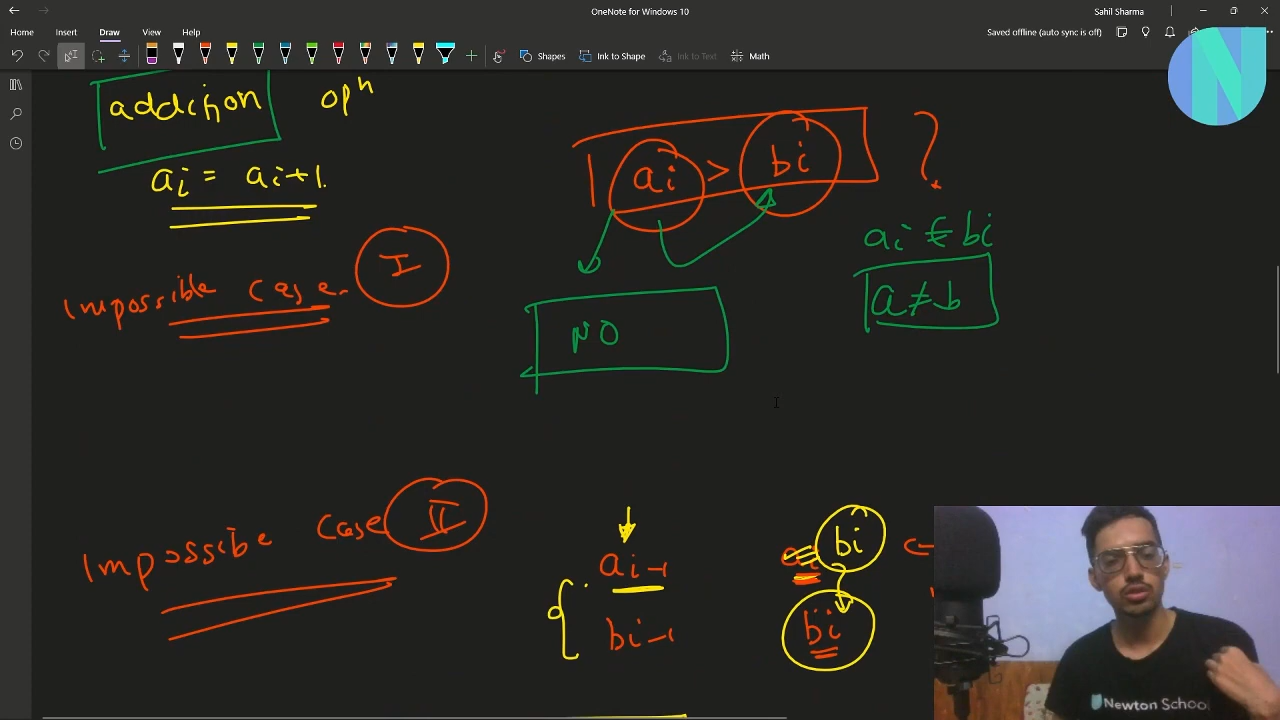 OneNote for Windows 10
Sahil Sharma
Home Insert Draw View Help
Saved offline (auto sync is off)
Shapes Ink to Shape Ink to Text Math
addition opn
ai = ai+1.
ai > bi ?
ai € bi
a ≠ b
Impossible Case. I
NO
Impossibe Case II
ai-1 ai bi
bi-1 bi
Newton School